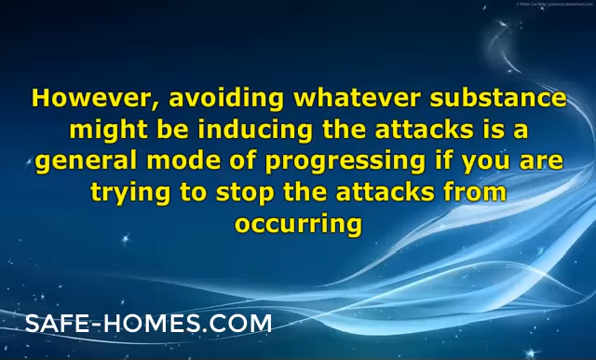 However, avoiding whatever substance
might be inducing the attacks is a
general mode of progressing if you are
trying to stop the attacks from
occurring
SAFE-HOMES.COM